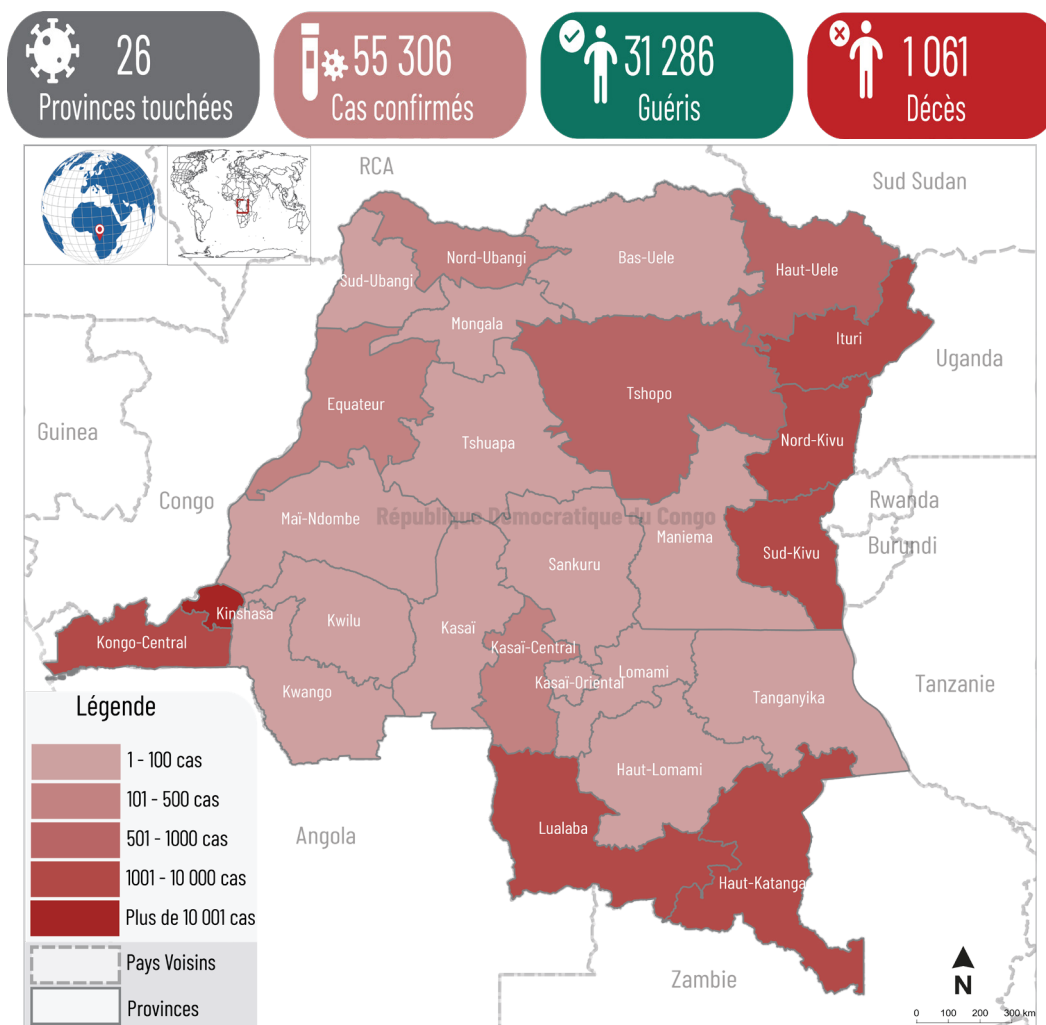 26
Provinces touchées
55 306
Cas confirmés
31 286
Guéris
1 061
Décès
RCA
Sud Sudan
Nord-Ubangi
Bas-Uele
Haut-Uele
Sud-Ubangi
Mongala
Ituri
Uganda
Equateur
Tshopo
Guinea
Tshuapa
Nord-Kivu
Congo
Rwanda
Maï-Ndombe
République Démocratique du Congo
Maniema
Burundi
Sud-Kivu
Sankuru
Kinshasa
Kwilu
Kasaï
Kongo-Central
Kasaï-Central
Lomami
Kasaï-Oriental
Kwango
Tanganyika
Tanzanie
Haut-Lomami
Angola
Lualaba
Haut-Katanga
Zambie
Légende
1 - 100 cas
101 - 500 cas
501 - 1000 cas
1001 - 10 000 cas
Plus de 10 001 cas
Pays Voisins
Provinces
N
0 100 200 300 km